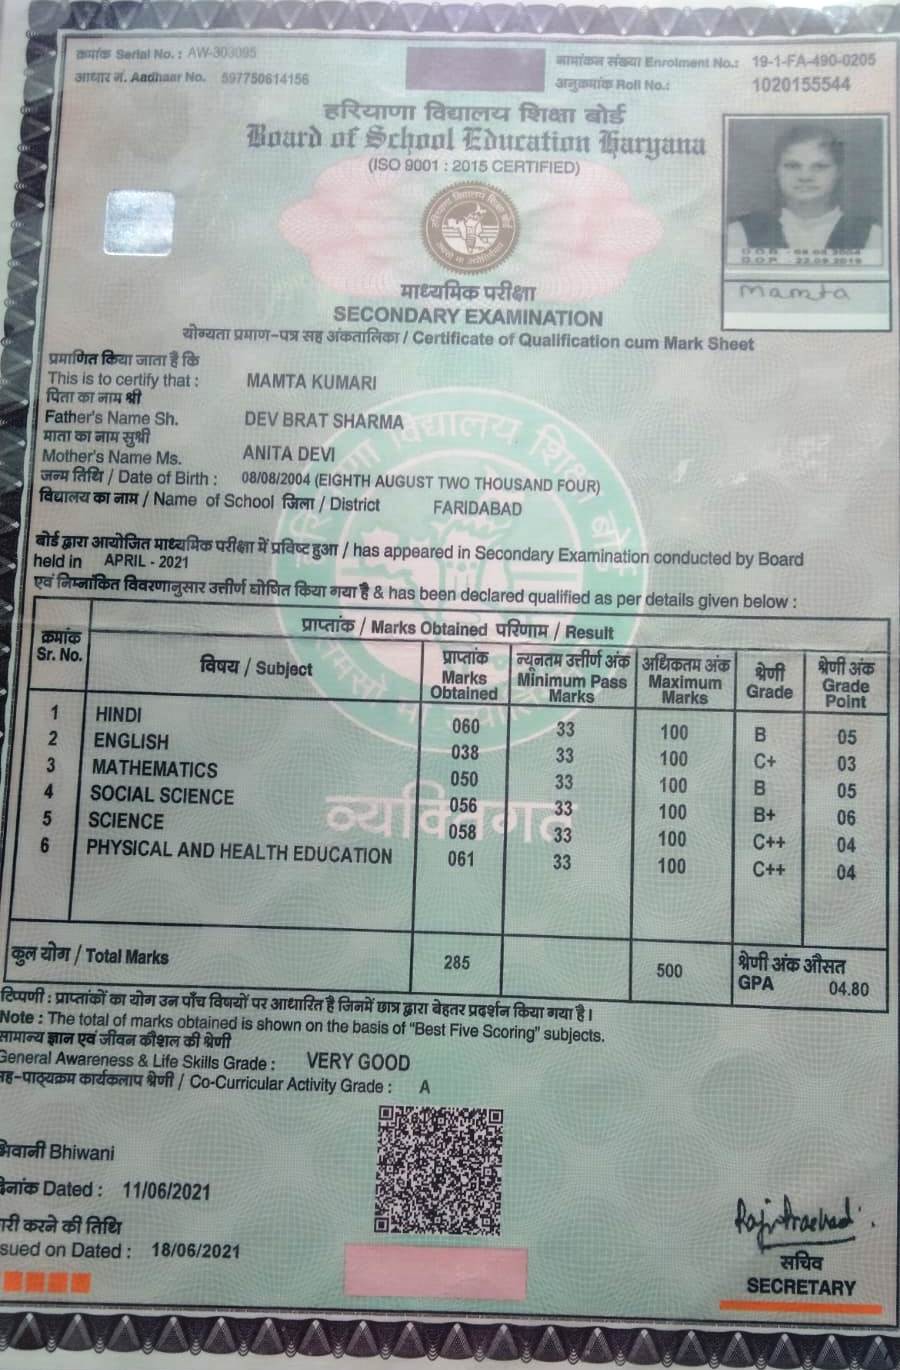 क्रमांक Serial No. : AW-303095
आधार नं. Aadhaar No. 597750614156
नामांकन संख्या Enrolment No.: 19-1-FA-490-0205
अनुक्रमांक Roll No.: 1020155544
हरियाणा विद्यालय शिक्षा बोर्ड
Board of School Education Haryana
(ISO 9001 : 2015 CERTIFIED)
हरियाणा विद्यालय शिक्षा बोर्ड
D.O.P. - 22.09.2019
Mamta
माध्यमिक परीक्षा
SECONDARY EXAMINATION
योग्यता प्रमाण-पत्र सह अंकतालिका / Certificate of Qualification cum Mark Sheet
प्रमाणित किया जाता है कि
This is to certify that : MAMTA KUMARI
पिता का नाम श्री
Father's Name Sh. DEV BRAT SHARMA
माता का नाम सुश्री
Mother's Name Ms. ANITA DEVI
जन्म तिथि / Date of Birth : 08/08/2004 (EIGHTH AUGUST TWO THOUSAND FOUR)
विद्यालय का नाम / Name of School जिला / District FARIDABAD
बोर्ड द्वारा आयोजित माध्यमिक परीक्षा में प्रविष्ट हुआ / has appeared in Secondary Examination conducted by Board
held in APRIL - 2021
एवं निम्नांकित विवरणानुसार उत्तीर्ण घोषित किया गया है & has been declared qualified as per details given below :
क्रमांक Sr. No. प्राप्तांक / Marks Obtained परिणाम / Result
विषय / Subject प्राप्तांक Marks Obtained न्यूनतम उत्तीर्ण अंक Minimum Pass Marks अधिकतम अंक Maximum Marks श्रेणी Grade श्रेणी अंक Grade Point
1 HINDI 060 33 100 B 05
2 ENGLISH 038 33 100 C+ 03
3 MATHEMATICS 050 33 100 B 05
4 SOCIAL SCIENCE 056 33 100 B+ 06
5 SCIENCE 058 33 100 C++ 04
6 PHYSICAL AND HEALTH EDUCATION 061 33 100 C++ 04
व्यक्तिगत
कुल योग / Total Marks 285 500 श्रेणी अंक औसत GPA 04.80
टिप्पणी : प्राप्तांकों का योग उन पाँच विषयों पर आधारित है जिनमें छात्र द्वारा बेहतर प्रदर्शन किया गया है।
Note : The total of marks obtained is shown on the basis of "Best Five Scoring" subjects.
सामान्य ज्ञान एवं जीवन कौशल की श्रेणी
General Awareness & Life Skills Grade : VERY GOOD
सह-पाठ्यक्रम कार्यकलाप श्रेणी / Co-Curricular Activity Grade : A
भिवानी Bhiwani
दिनांक Dated : 11/06/2021
जारी करने की तिथि
sued on Dated : 18/06/2021
सचिव
SECRETARY